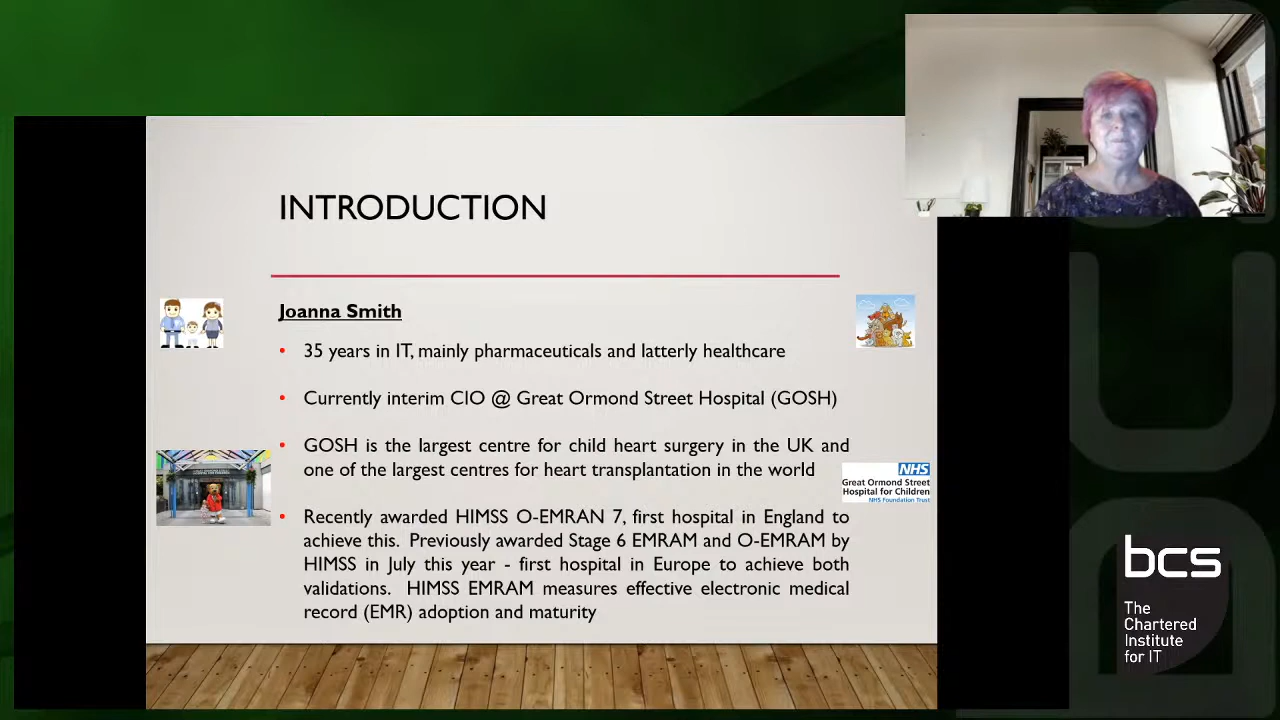 INTRODUCTION
Joanna Smith
• 35 years in IT, mainly pharmaceuticals and latterly healthcare
• Currently interim CIO @ Great Ormond Street Hospital (GOSH)
• GOSH is the largest centre for child heart surgery in the UK and
one of the largest centres for heart transplantation in the world
NHS
Great Ormond Street
Hospital for Children
NHS Foundation Trust
• Recently awarded HIMSS O-EMRAN 7, first hospital in England to
achieve this. Previously awarded Stage 6 EMRAM and O-EMRAM by
HIMSS in July this year - first hospital in Europe to achieve both
validations. HIMSS EMRAM measures effective electronic medical
record (EMR) adoption and maturity
bcs
The
Chartered
Institute
for IT